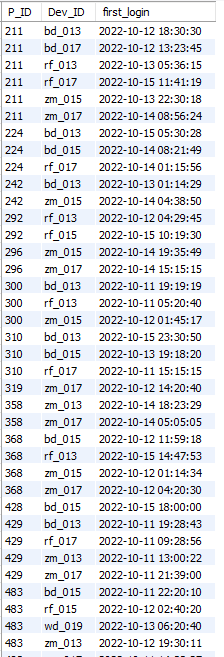 P_ID Dev_ID first_login
211 bd_013 2022-10-12 18:30:30
211 bd_017 2022-10-12 13:23:45
211 rf_013 2022-10-13 05:36:15
211 rf_017 2022-10-15 11:41:19
211 zm_015 2022-10-13 22:30:18
211 zm_017 2022-10-14 08:56:24
224 bd_013 2022-10-15 05:30:28
224 bd_015 2022-10-14 08:21:49
224 rf_017 2022-10-14 01:15:56
242 bd_013 2022-10-13 01:14:29
242 zm_015 2022-10-14 04:38:50
292 rf_013 2022-10-12 04:29:45
292 rf_015 2022-10-15 10:19:30
296 zm_015 2022-10-14 19:35:49
296 zm_017 2022-10-14 15:15:15
300 bd_013 2022-10-11 19:19:19
300 rf_013 2022-10-11 05:20:40
300 zm_015 2022-10-12 01:45:17
310 bd_013 2022-10-15 23:30:50
310 bd_015 2022-10-13 19:18:20
310 rf_017 2022-10-11 15:15:15
319 zm_017 2022-10-12 14:20:40
358 zm_013 2022-10-14 18:23:29
358 zm_017 2022-10-14 05:05:05
368 bd_015 2022-10-12 11:59:18
368 rf_013 2022-10-15 14:47:53
368 zm_015 2022-10-12 01:14:34
368 zm_017 2022-10-12 04:20:30
428 bd_015 2022-10-15 18:00:00
429 bd_013 2022-10-11 19:28:43
429 rf_017 2022-10-11 09:28:56
429 zm_013 2022-10-11 13:00:22
429 zm_017 2022-10-11 21:39:00
483 bd_015 2022-10-11 22:20:10
483 rf_015 2022-10-12 02:40:20
483 wd_019 2022-10-13 06:20:40
483 zm_013 2022-10-12 19:30:11